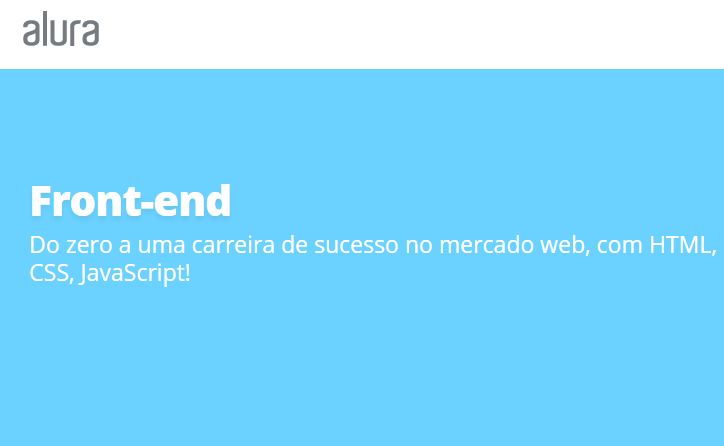 alura
Front-end
Do zero a uma carreira de sucesso no mercado web, com HTML,
CSS, JavaScript!